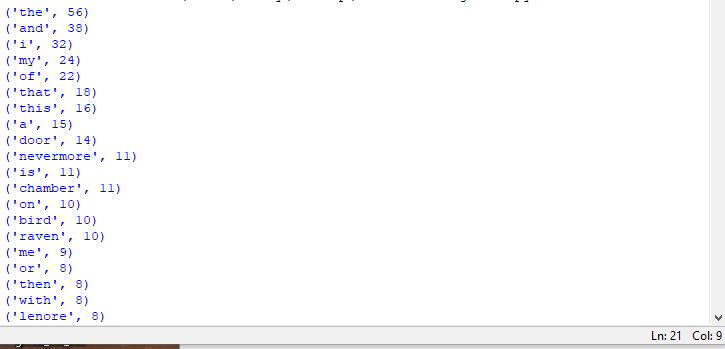 ('the', 56)
('and', 38)
('i', 32)
('my', 24)
('of', 22)
('that', 18)
('this', 16)
('a', 15)
('door', 14)
('nevermore', 11)
('is', 11)
('chamber', 11)
('on', 10)
('bird', 10)
('raven', 10)
('me', 9)
('or', 8)
('then', 8)
('with', 8)
('lenore', 8)
Ln: 21 Col: 9